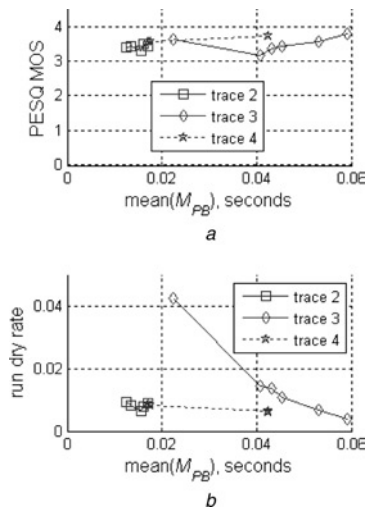 4
3
2
1
0
PESQ MOS
trace 2
trace 3
trace 4
0 0.02 0.04 0.06
mean(M_PB), seconds
a
0.04
0.02
0
run dry rate
trace 2
trace 3
trace 4
0 0.02 0.04 0.06
mean(M_PB), seconds
b